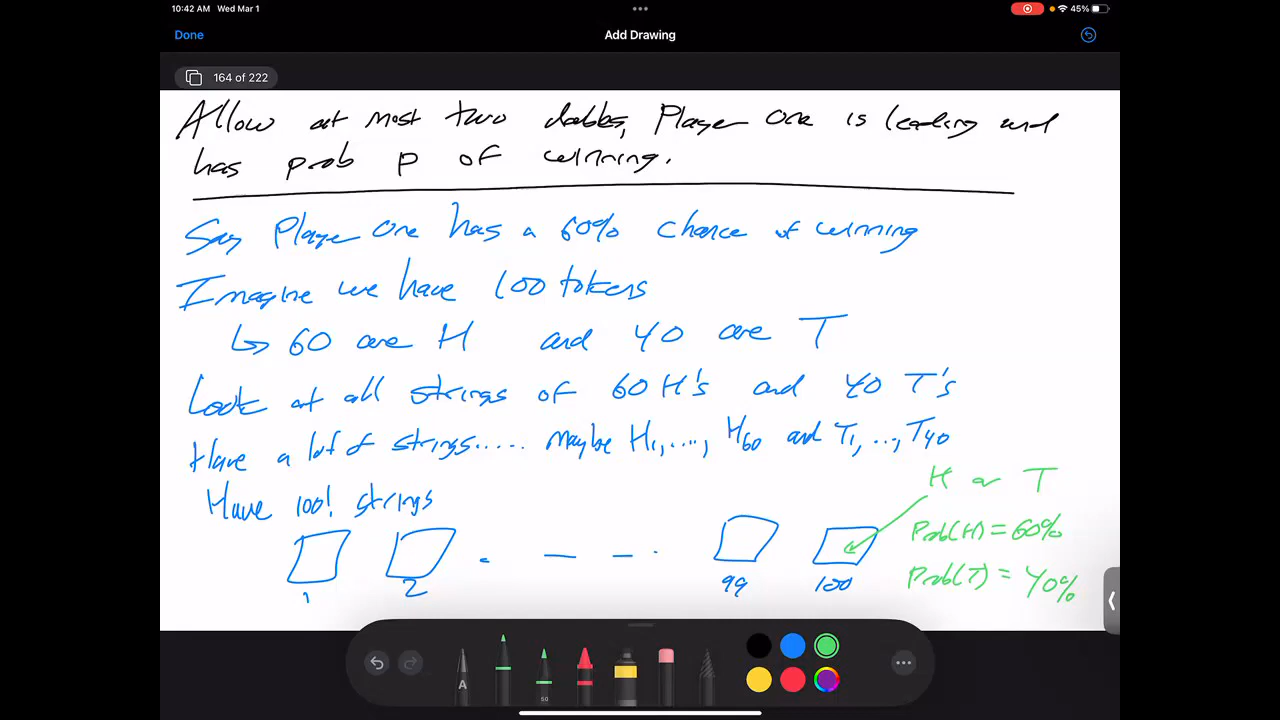 10:42 AM Wed Mar 1
45%
Done
Add Drawing
164 of 222
Allow at most two dobbs, Player One is leading and
has prob p of winning.
Say Player One has a 60% chance of winning
Imagine we have 100 tokens
↳ 60 are H and 40 are T
Look at all strings of 60 H's and 40 T's
Have a lot of strings..... Maybe H1,...., H60 and T1, ..., T40
Have 100! strings
H or T
Prob(H) = 60%
Prob(T) = 40%
1 2 . — — . 99 100
A
50